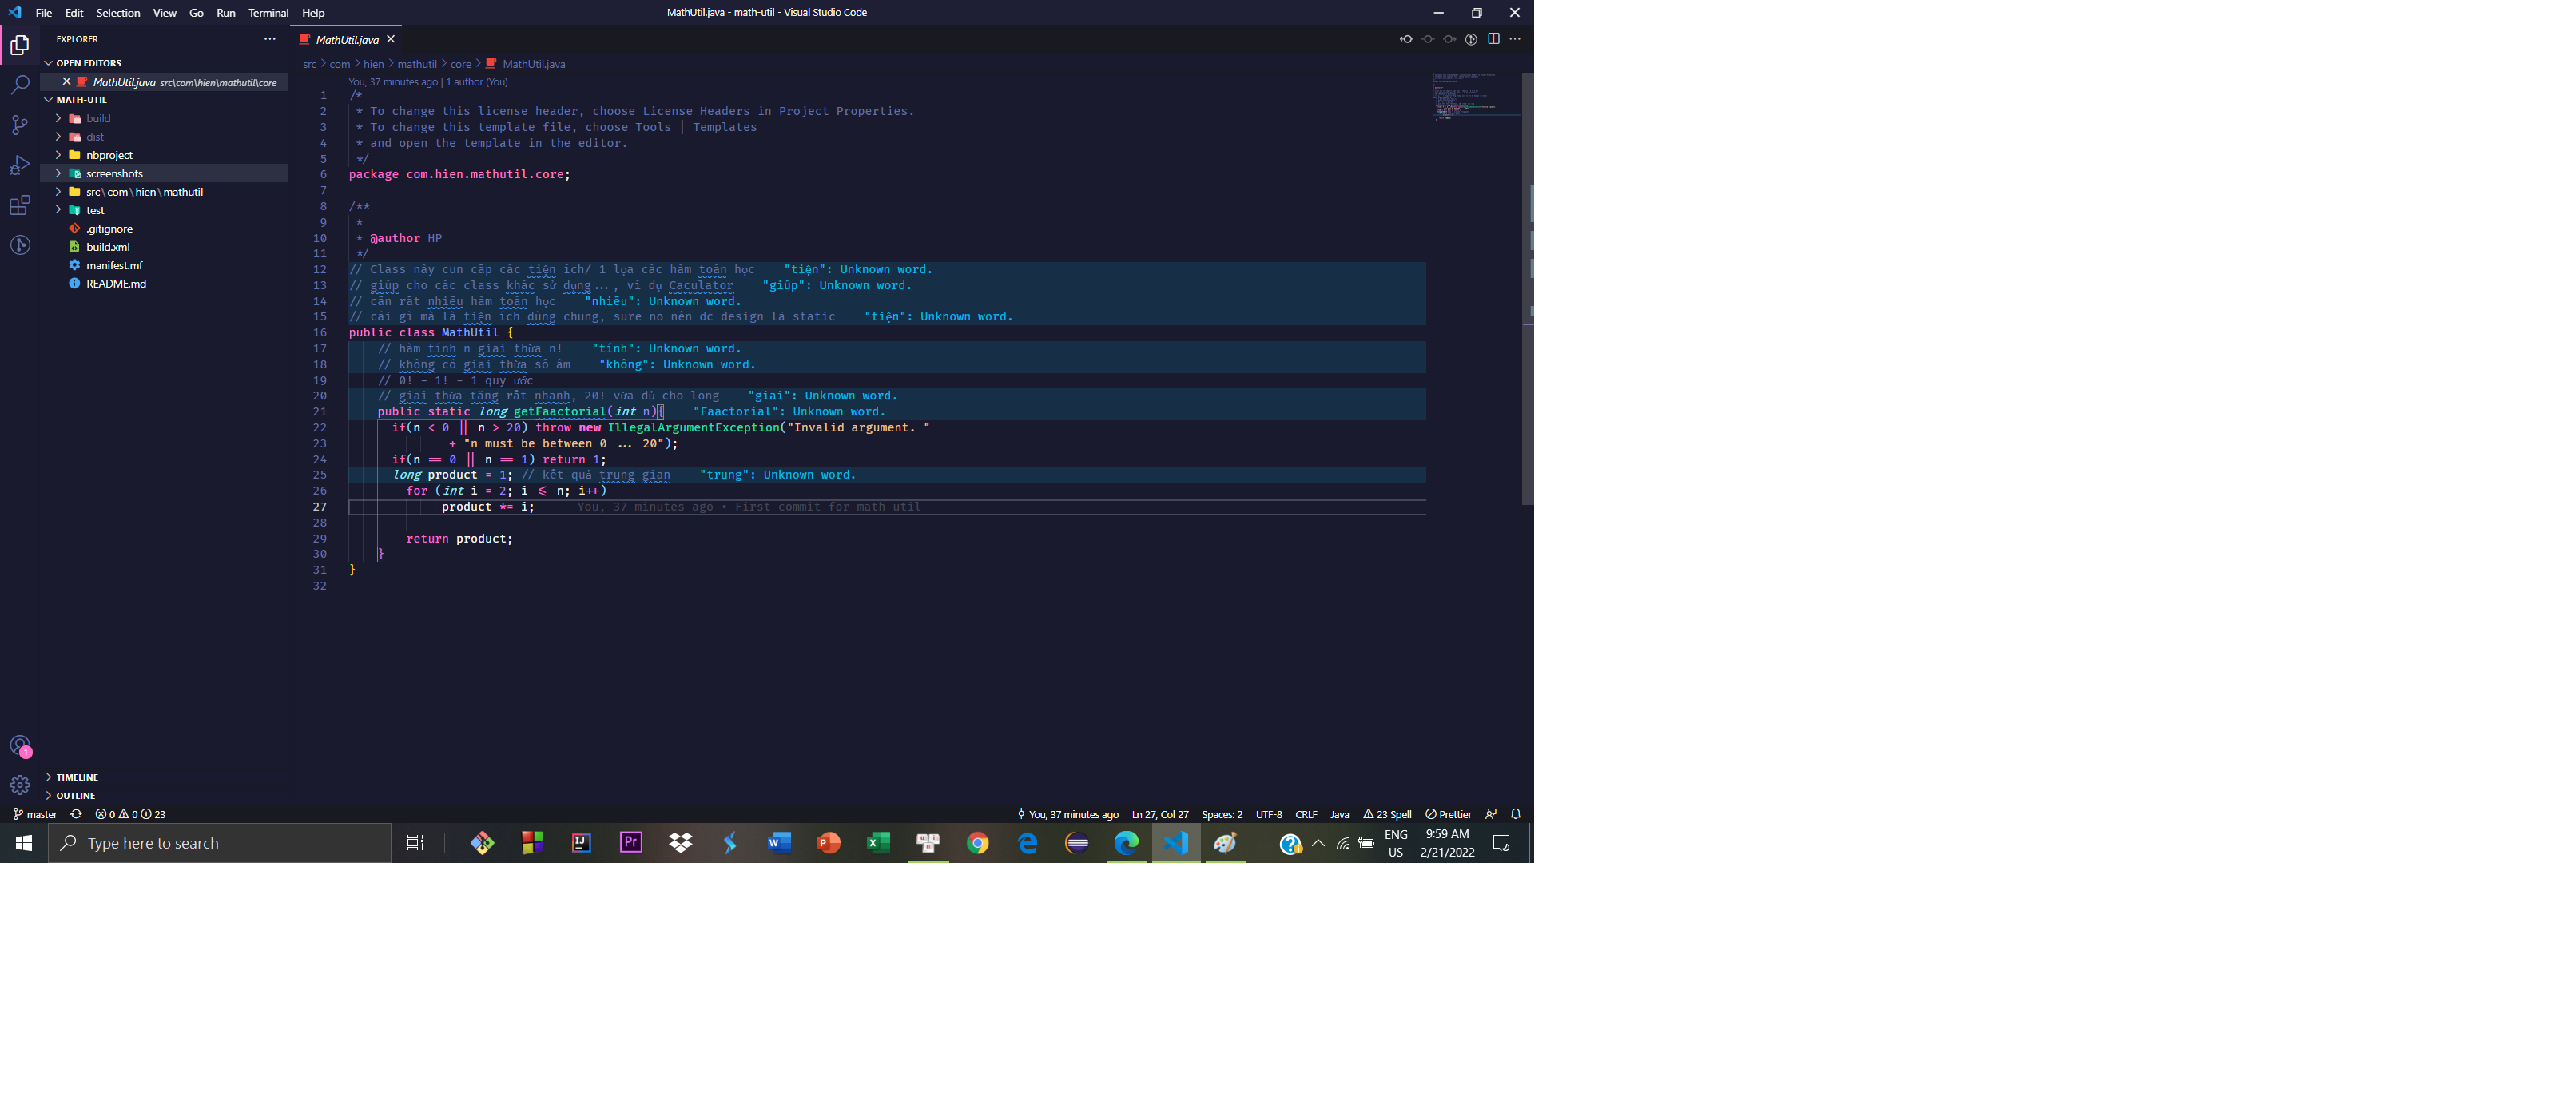 File Edit Selection View Go Run Terminal Help
MathUtil.java - math-util - Visual Studio Code
EXPLORER
OPEN EDITORS
MathUtil.java src\com\hien\mathutil\core
MATH-UTIL
build
dist
nbproject
screenshots
src\com\hien\mathutil
test
.gitignore
build.xml
manifest.mf
README.md
TIMELINE
OUTLINE
MathUtil.java
src > com > hien > mathutil > core > MathUtil.java
You, 37 minutes ago | 1 author (You)
1 /*
2 * To change this license header, choose License Headers in Project Properties.
3 * To change this template file, choose Tools | Templates
4 * and open the template in the editor.
5 */
6 package com.hien.mathutil.core;
7
8 /**
9 *
10 * @author HP
11 */
12 // Class này cun cấp các tiện ích/ 1 lọa các hàm toán học "tiện": Unknown word.
13 // giúp cho các class khác sử dụng..., ví dụ Caculator "giúp": Unknown word.
14 // cần rất nhiều hàm toán học "nhiều": Unknown word.
15 // cái gì mà là tiện ích dùng chung, sure no nên dc design là static "tiện": Unknown word.
16 public class MathUtil {
17 // hàm tính n giai thừa n! "tính": Unknown word.
18 // không có giai thừa số âm "không": Unknown word.
19 // 0! - 1! - 1 quy ước
20 // giai thừa tăng rất nhanh, 20! vừa đủ cho long "giai": Unknown word.
21 public static long getFaactorial(int n){ "Faactorial": Unknown word.
22 if(n < 0 || n > 20) throw new IllegalArgumentException("Invalid argument. "
23 + "n must be between 0 ... 20");
24 if(n == 0 || n == 1) return 1;
25 long product = 1; // kết quả trung gian "trung": Unknown word.
26 for (int i = 2; i <= n; i++)
27 product *= i; You, 37 minutes ago • First commit for math util
28
29 return product;
30 }
31 }
32
1
master 0 0 23
You, 37 minutes ago Ln 27, Col 27 Spaces: 2 UTF-8 CRLF Java 23 Spell Prettier
Type here to search
ENG
US
9:59 AM
2/21/2022